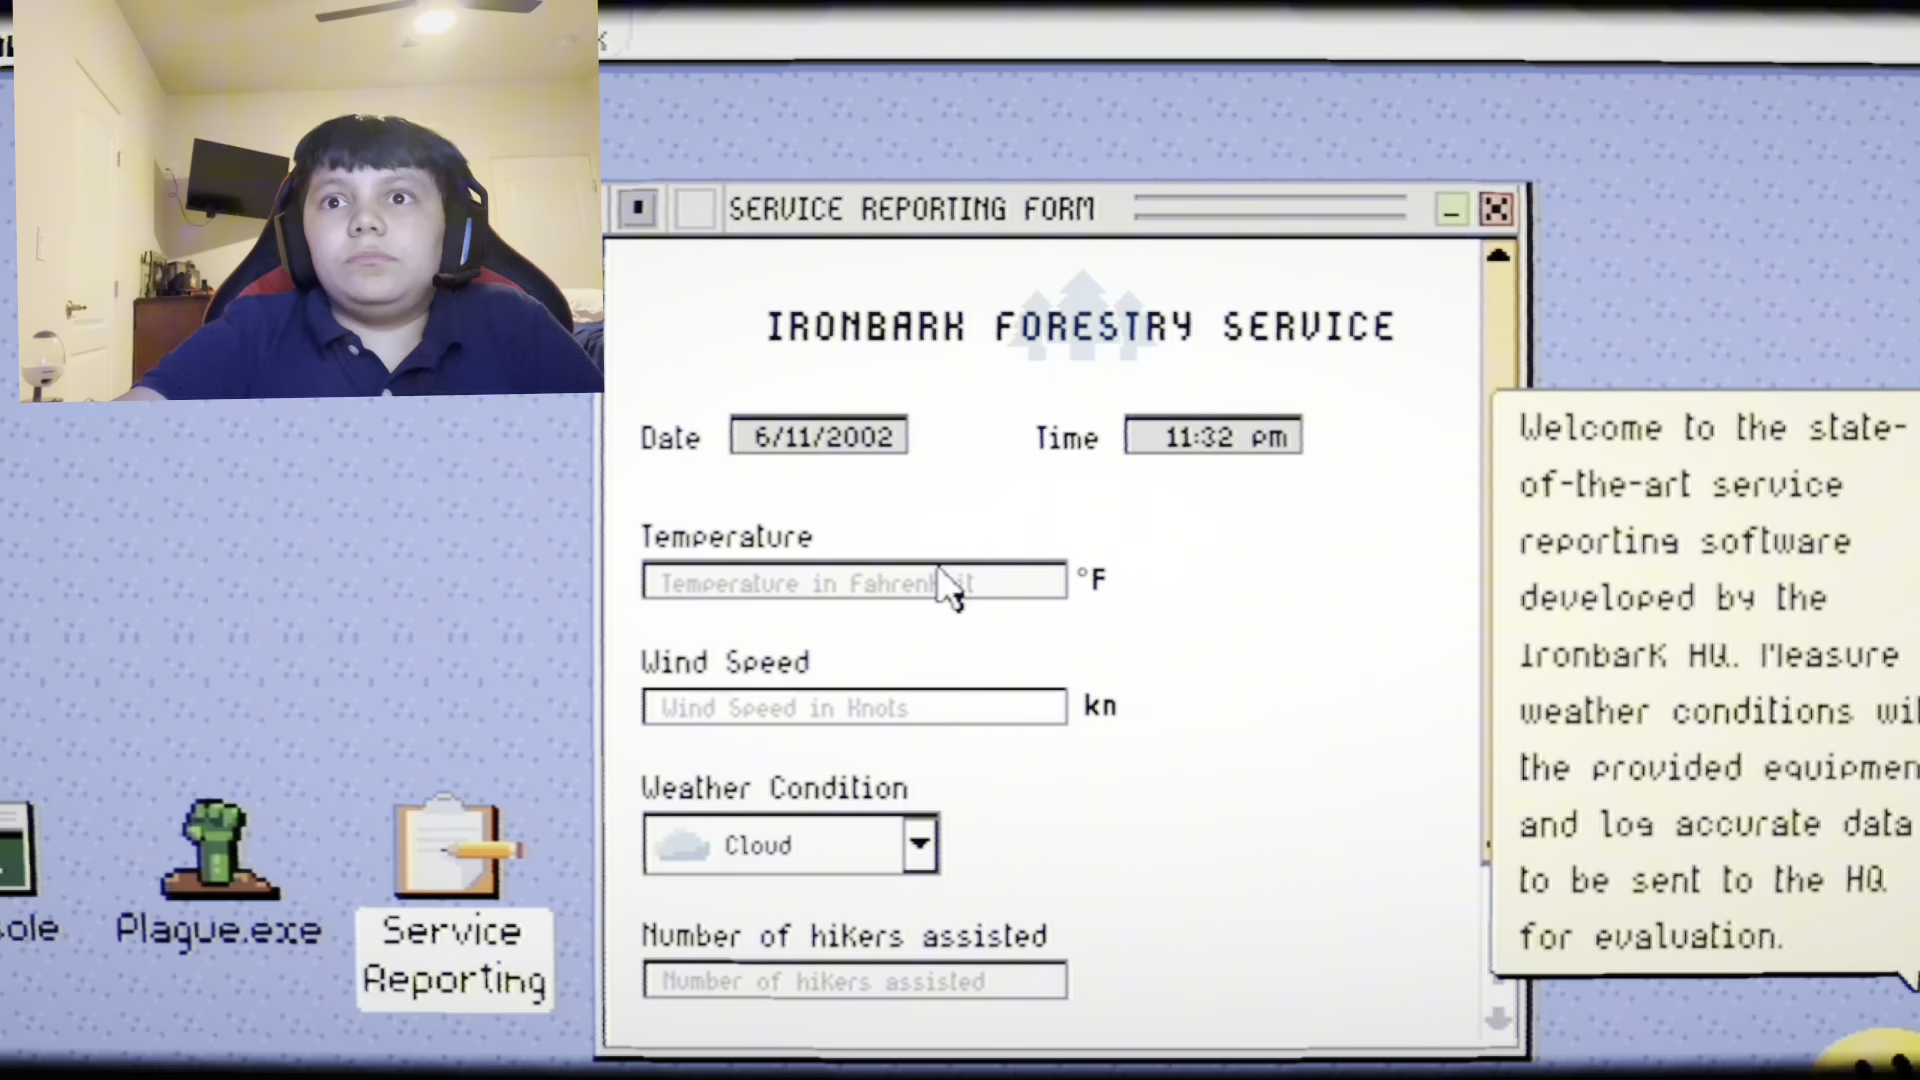 SERVICE REPORTING FORM
IRONBARK FORESTRY SERVICE
Date 6/11/2002 Time 11:32 pm
Temperature
Temperature in Fahrenheit °F
Wind Speed
Wind Speed in Knots kn
Weather Condition
Cloud
Number of hikers assisted
Number of hikers assisted
Welcome to the state-
of-the-art service
reporting software
developed by the
Ironbark HQ. Measure
weather conditions
the provided
and log accurate data
to be sent to the HQ
for evaluation.
Plague.exe
Service
Reporting